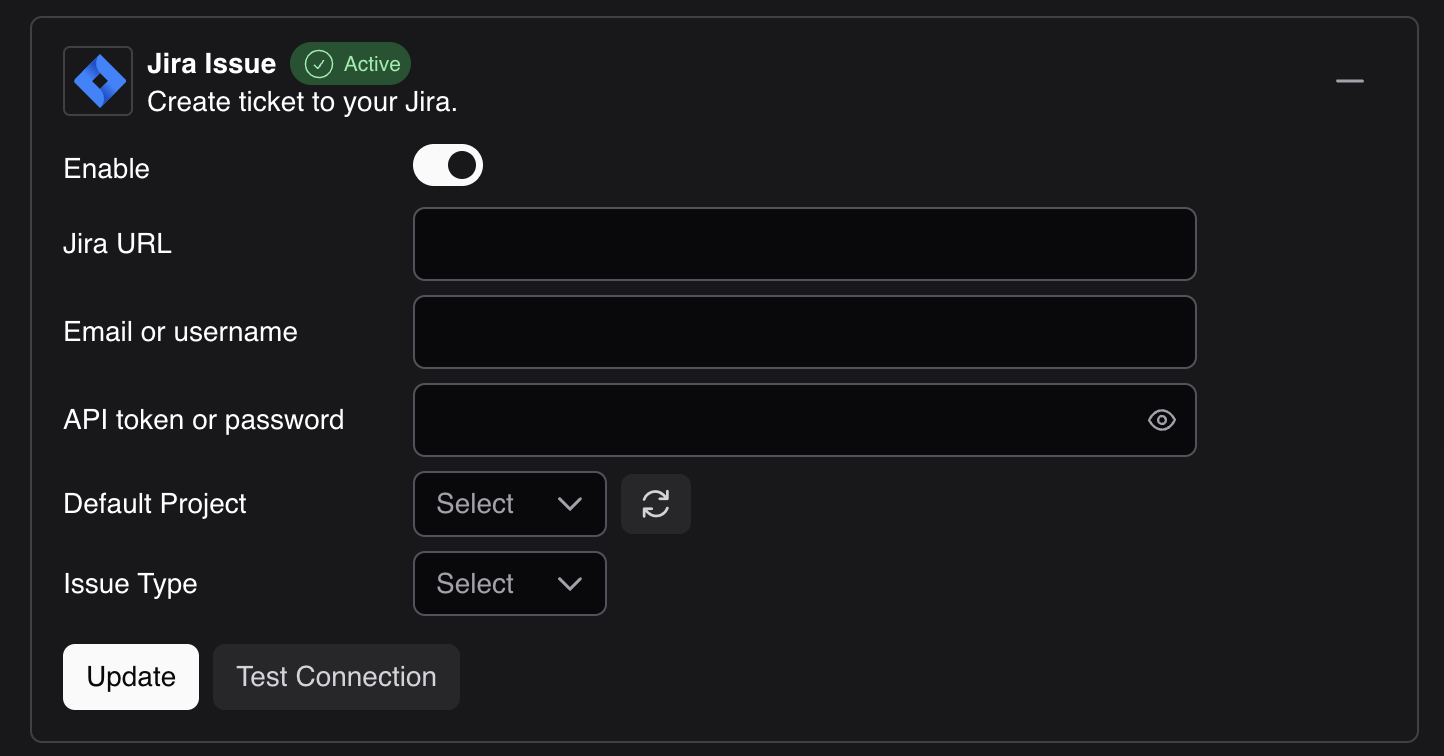 Jira Issue Active
Create ticket to your Jira.
Enable
Jira URL
Email or username
API token or password
Default Project Select
Issue Type Select
Update Test Connection